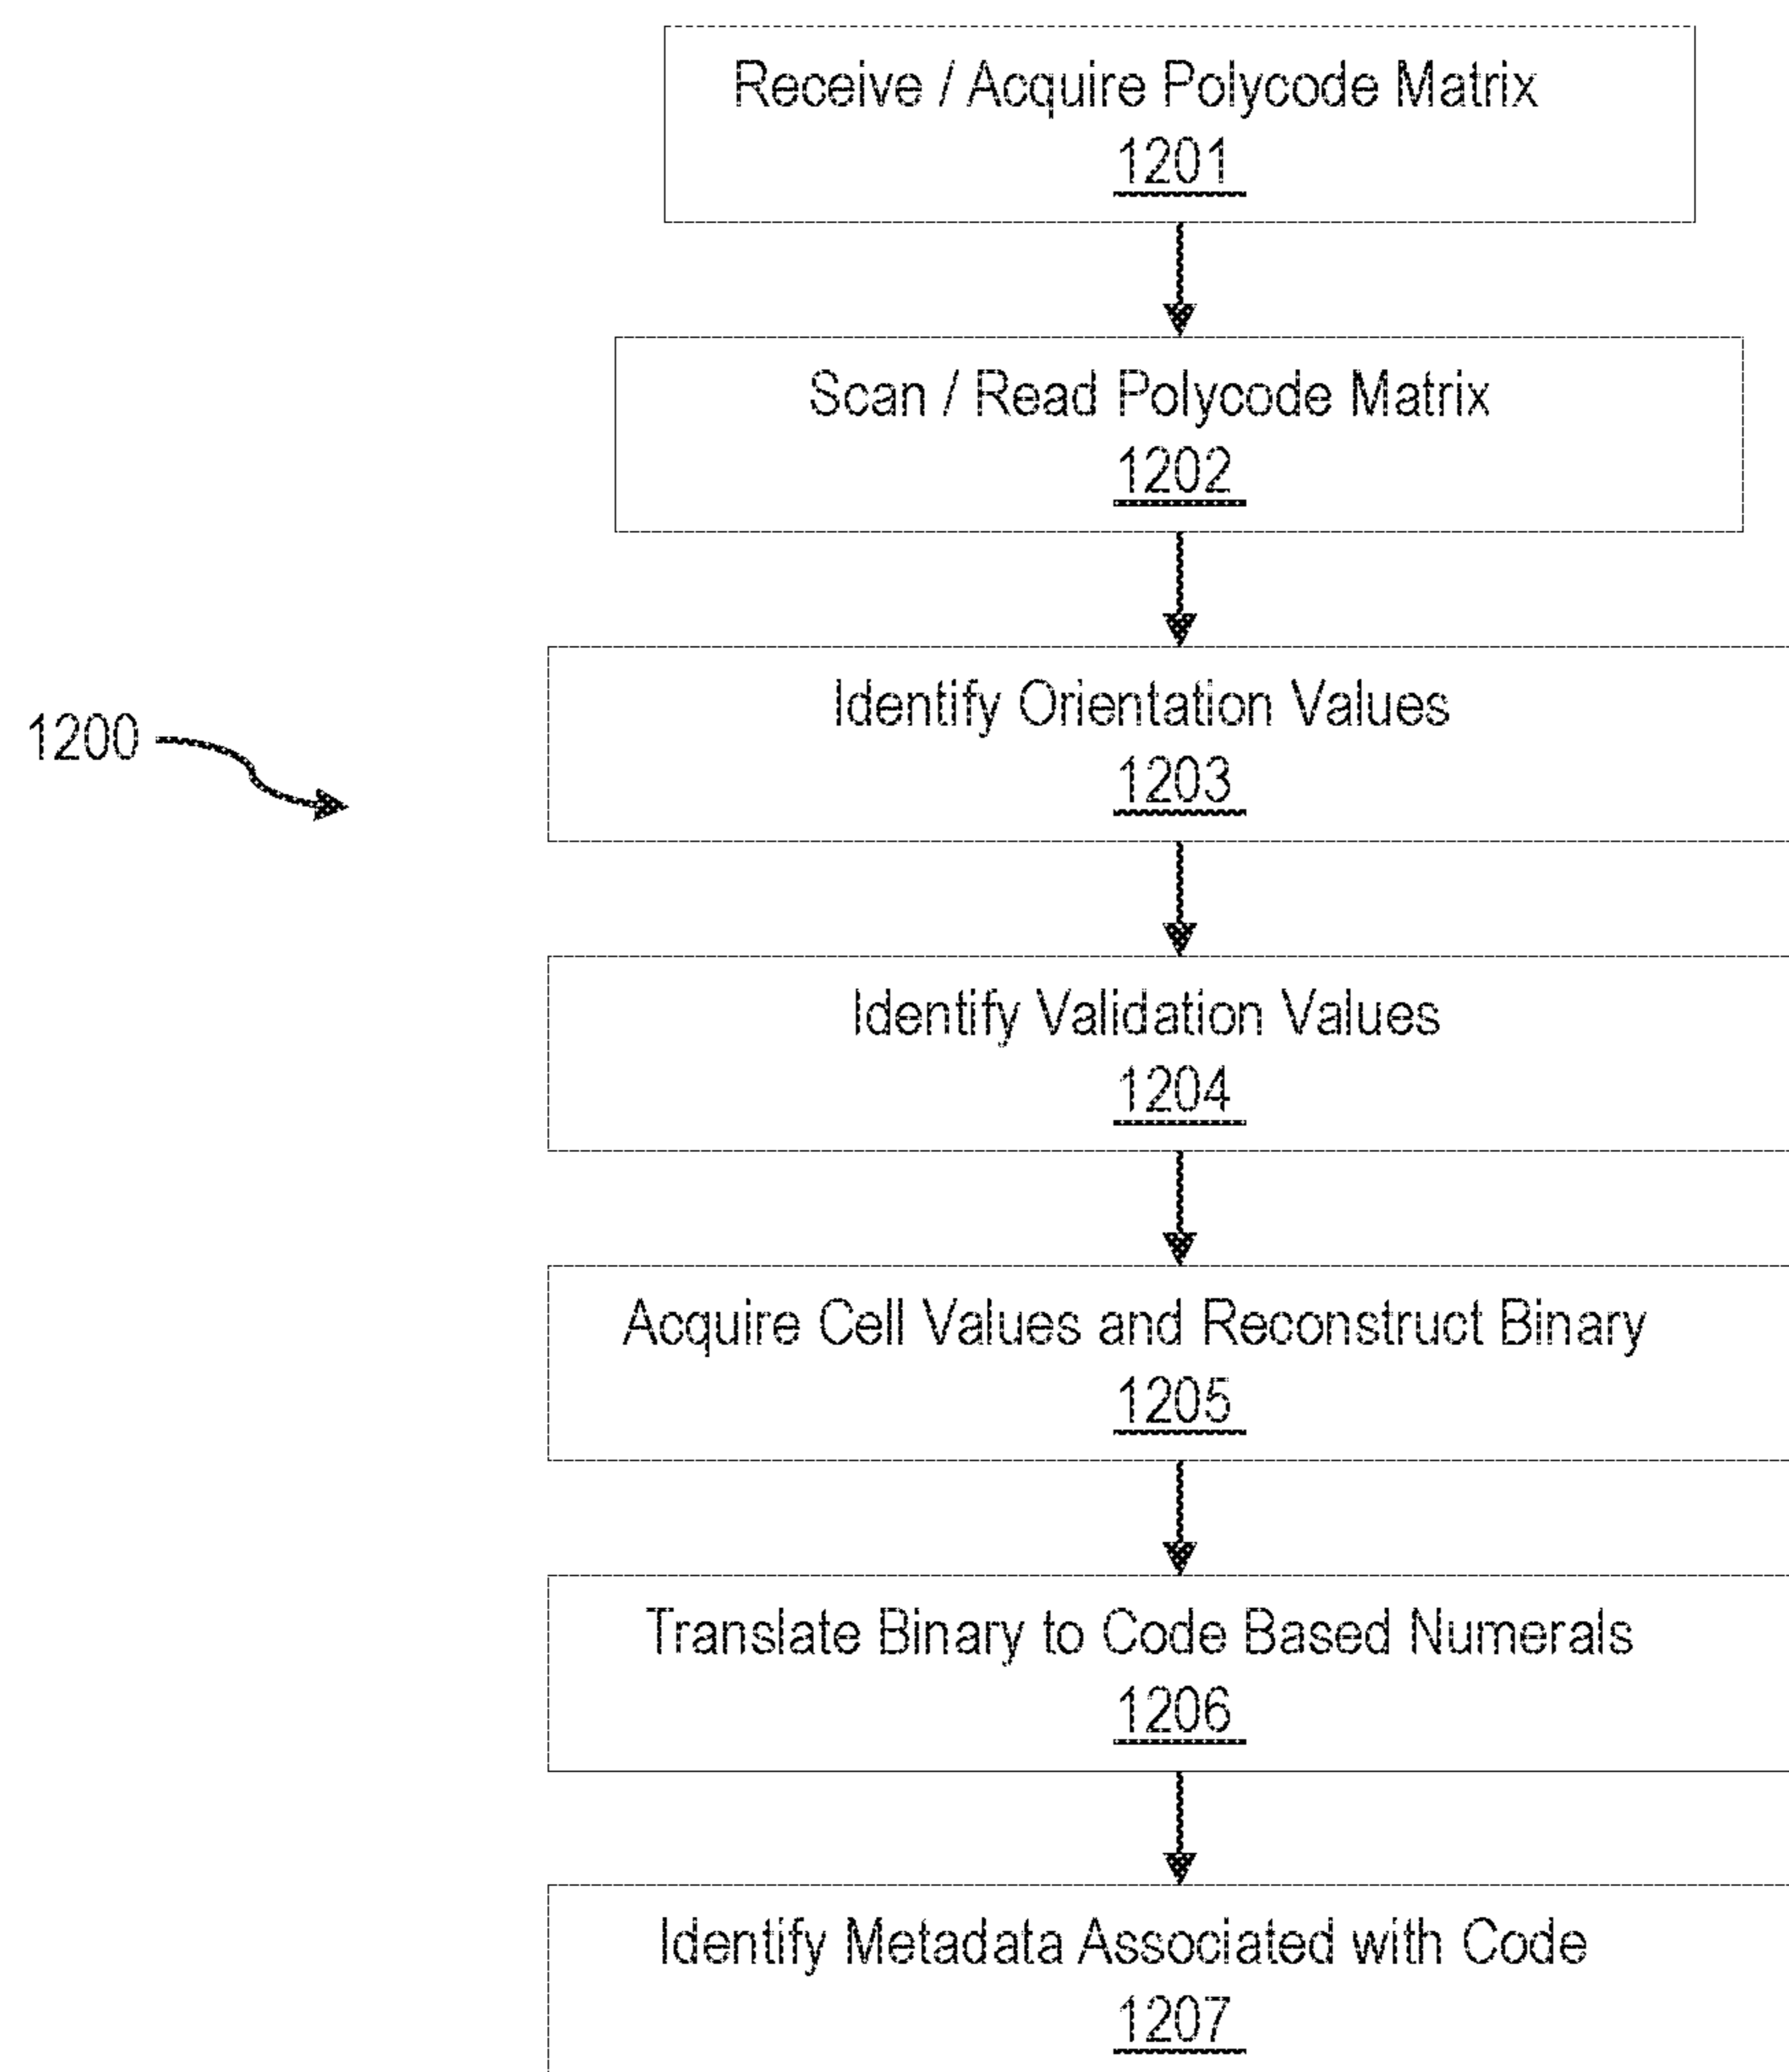 Receive / Acquire Polycode Matrix
1201
Scan / Read Polycode Matrix
1202
Identify Orientation Values
1203
1200
Identify Validation Values
1204
Acquire Cell Values and Reconstruct Binary
1205
Translate Binary to Code Based Numerals
1206
Identify Metadata Associated with Code
1207